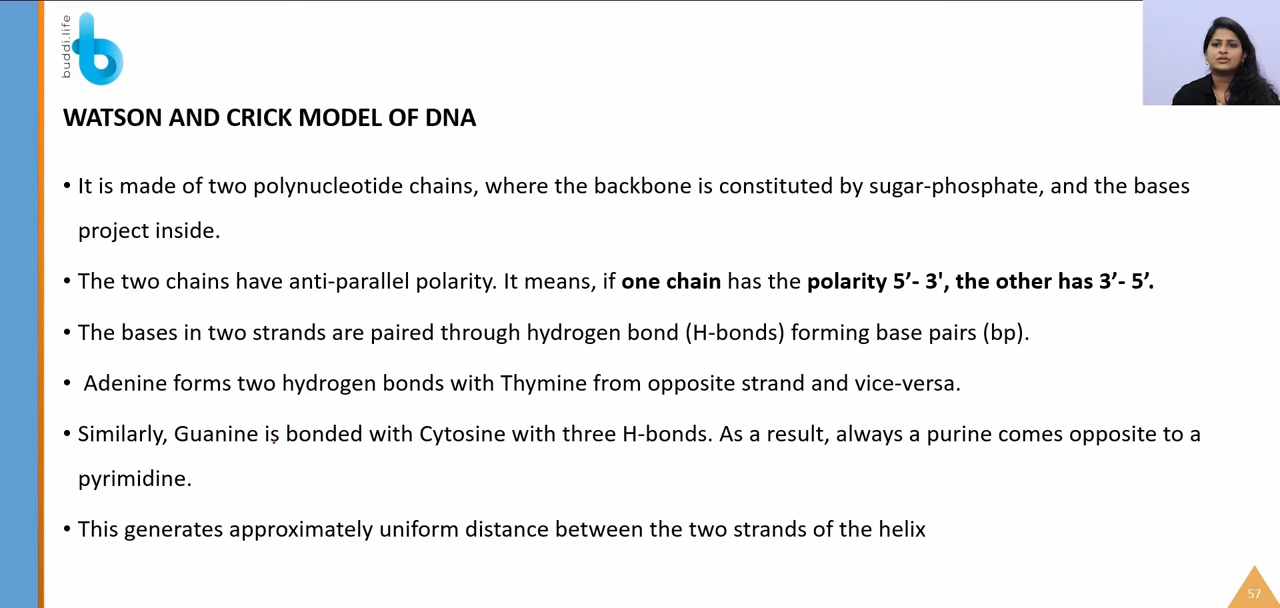 buddi.life
WATSON AND CRICK MODEL OF DNA
• It is made of two polynucleotide chains, where the backbone is constituted by sugar-phosphate, and the bases
project inside.
• The two chains have anti-parallel polarity. It means, if one chain has the polarity 5’- 3', the other has 3’- 5’.
• The bases in two strands are paired through hydrogen bond (H-bonds) forming base pairs (bp).
• Adenine forms two hydrogen bonds with Thymine from opposite strand and vice-versa.
• Similarly, Guanine is bonded with Cytosine with three H-bonds. As a result, always a purine comes opposite to a
pyrimidine.
• This generates approximately uniform distance between the two strands of the helix
57